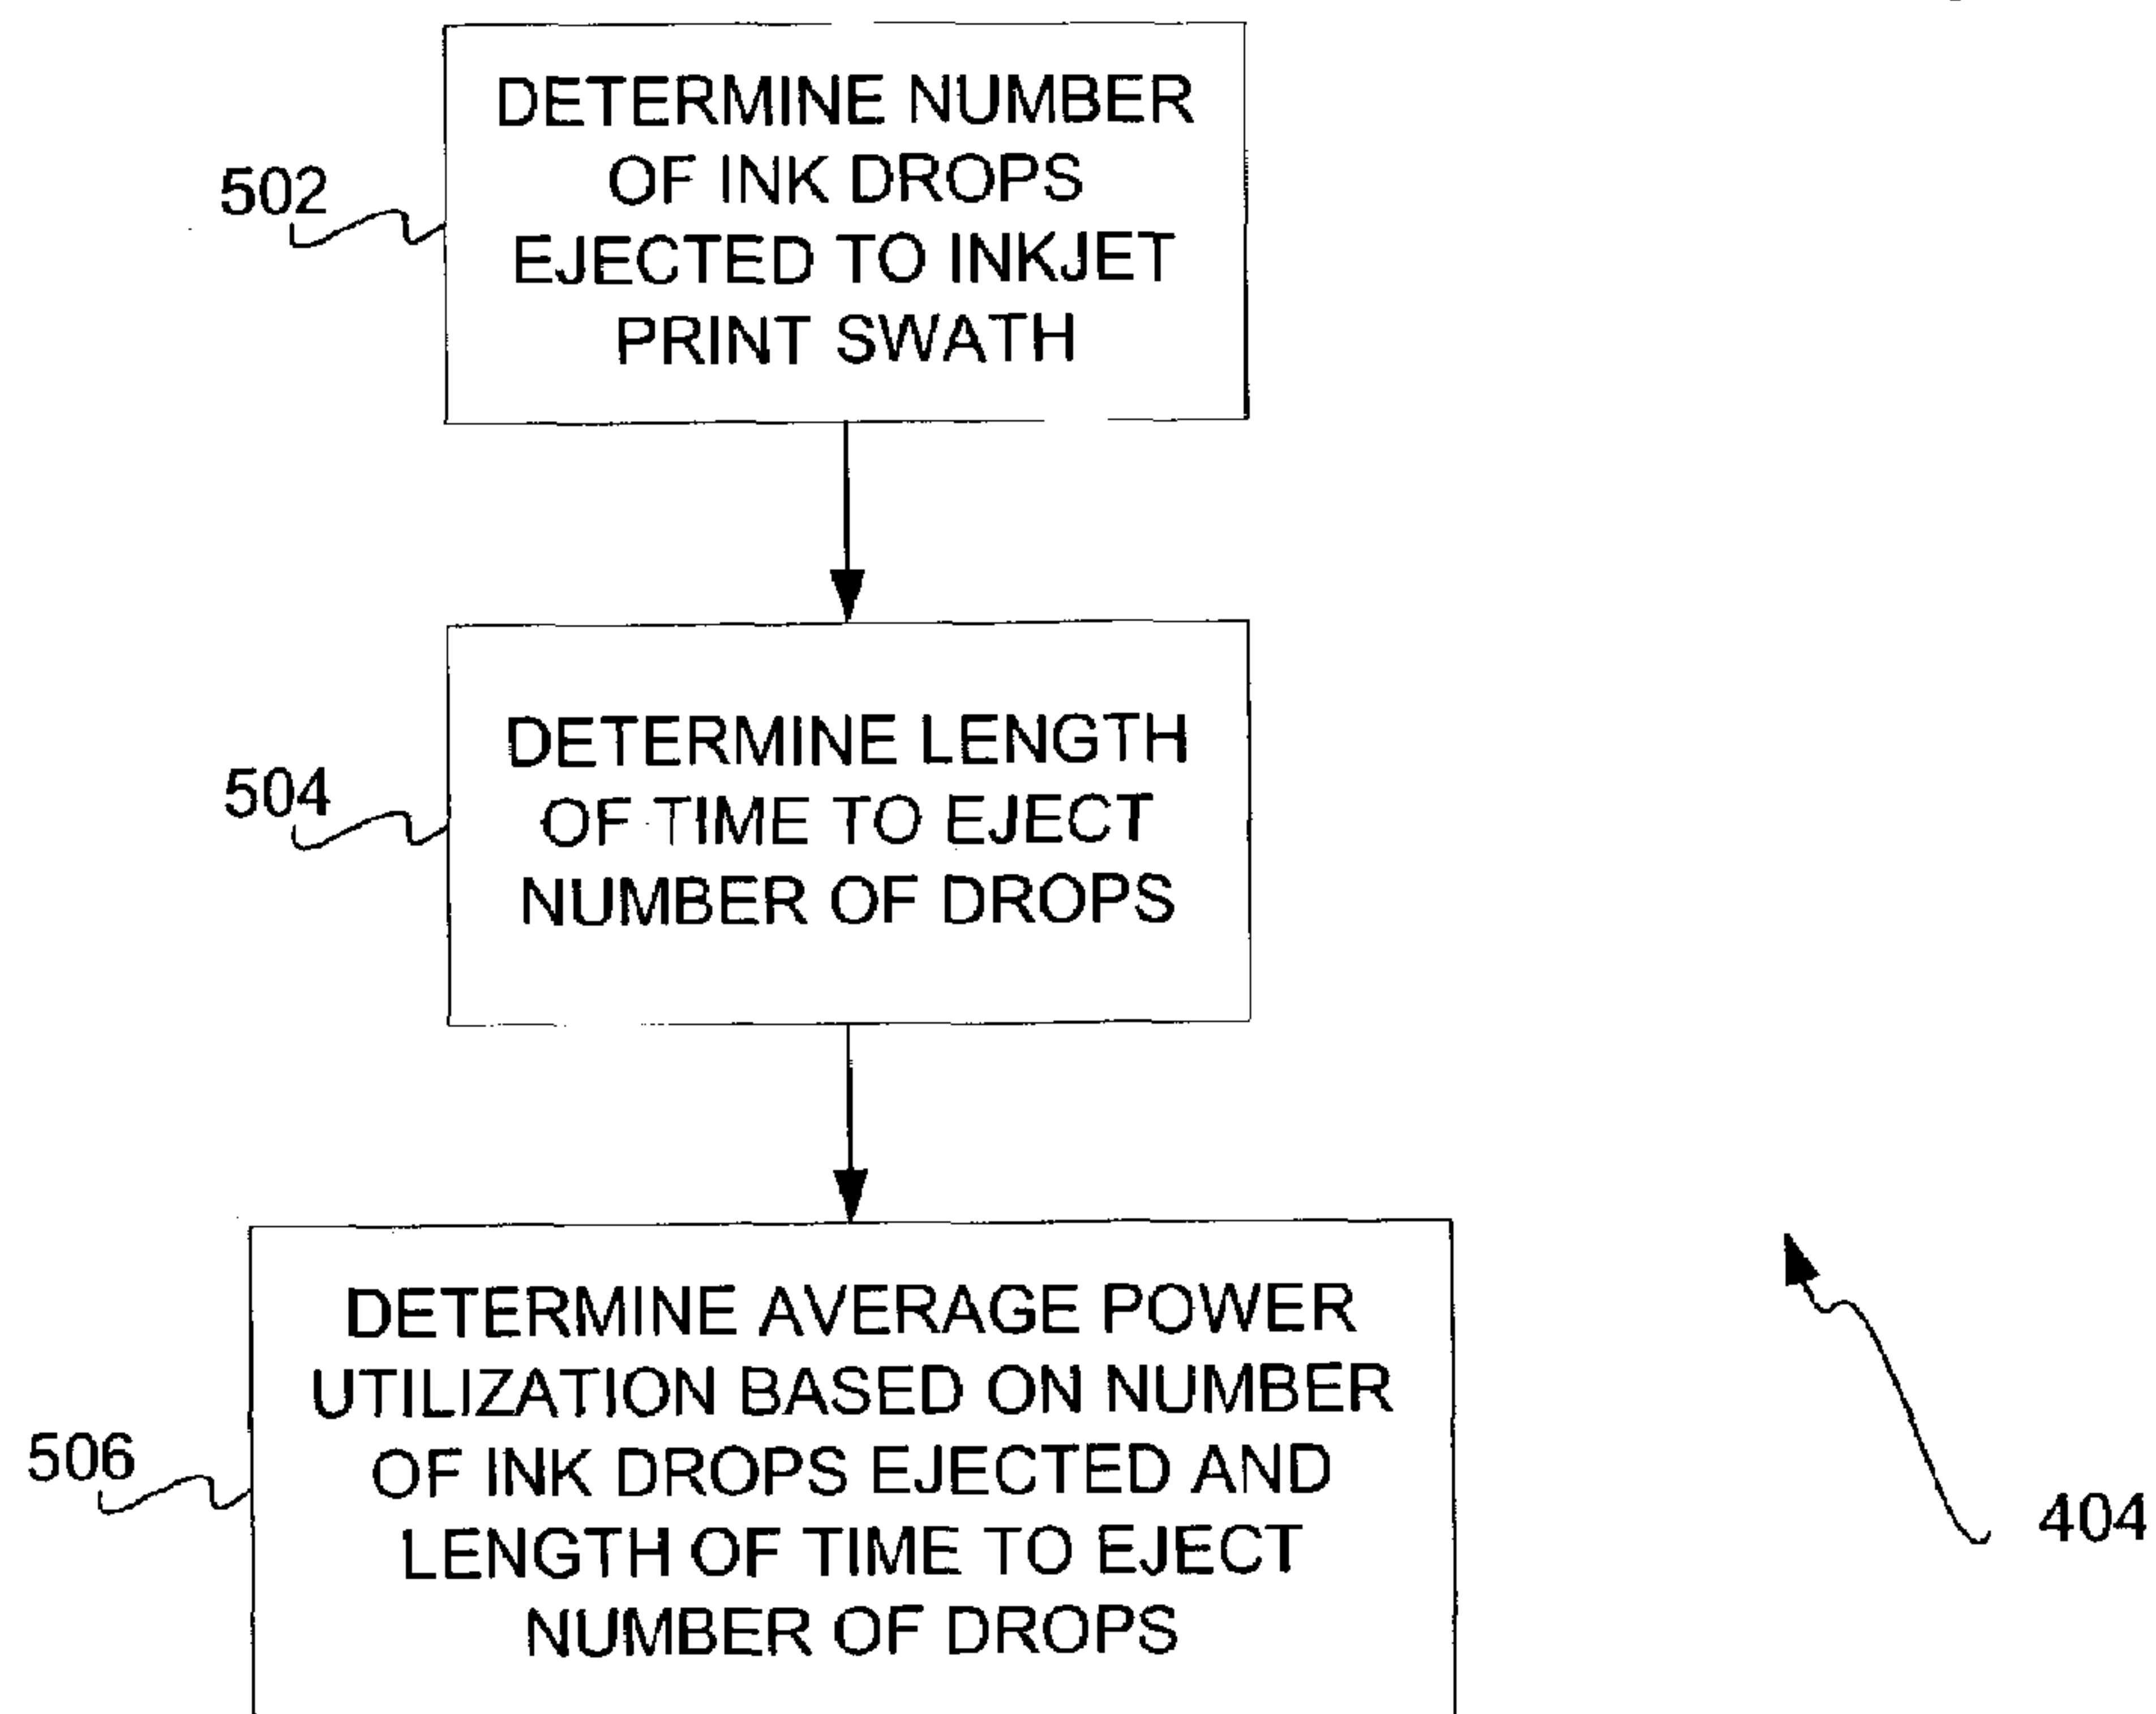 DETERMINE NUMBER
OF INK DROPS
EJECTED TO INKJET
PRINT SWATH
502
DETERMINE LENGTH
OF TIME TO EJECT
NUMBER OF DROPS
504
DETERMINE AVERAGE POWER
UTILIZATION BASED ON NUMBER
OF INK DROPS EJECTED AND
LENGTH OF TIME TO EJECT
NUMBER OF DROPS
506
404